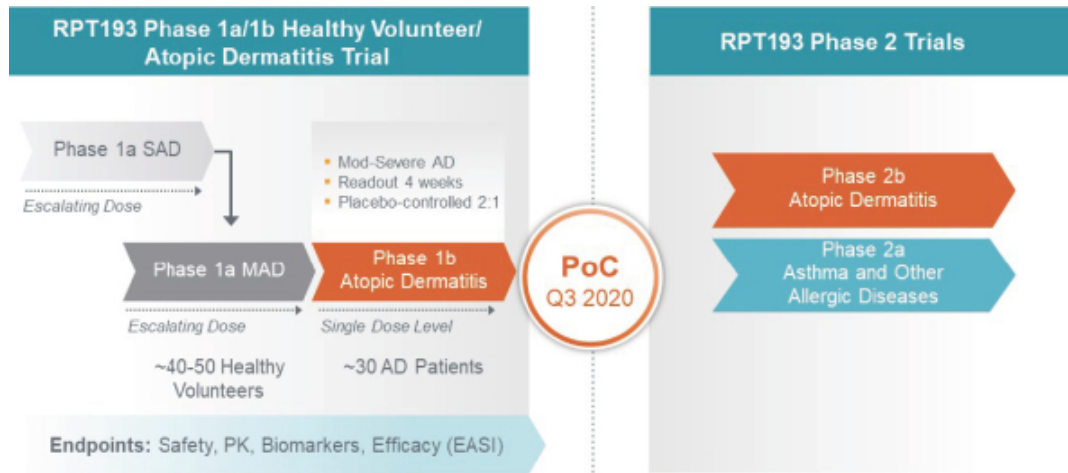 RPT193 Phase 1a/1b Healthy Volunteer/
Atopic Dermatitis Trial
Phase 1a SAD
Escalating Dose
▪ Mod-Severe AD
▪ Readout 4 weeks
▪ Placebo-controlled 2:1
Phase 1a MAD
Escalating Dose
~40-50 Healthy
Volunteers
Phase 1b
Atopic Dermatitis
Single Dose Level
~30 AD Patients
Endpoints: Safety, PK, Biomarkers, Efficacy (EASI)
PoC
Q3 2020
RPT193 Phase 2 Trials
Phase 2b
Atopic Dermatitis
Phase 2a
Asthma and Other
Allergic Diseases